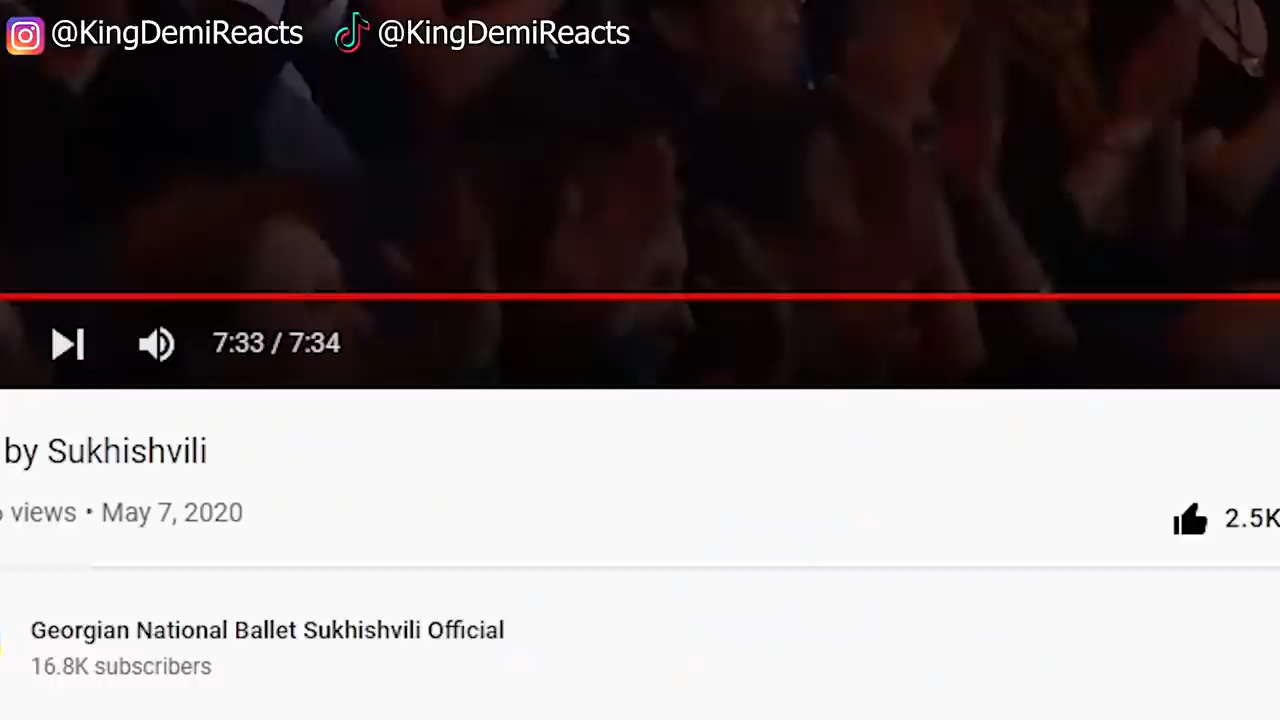 @KingDemiReacts @KingDemiReacts
7:33 / 7:34
by Sukhishvili
views • May 7, 2020
2.5K
Georgian National Ballet Sukhishvili Official
16.8K subscribers